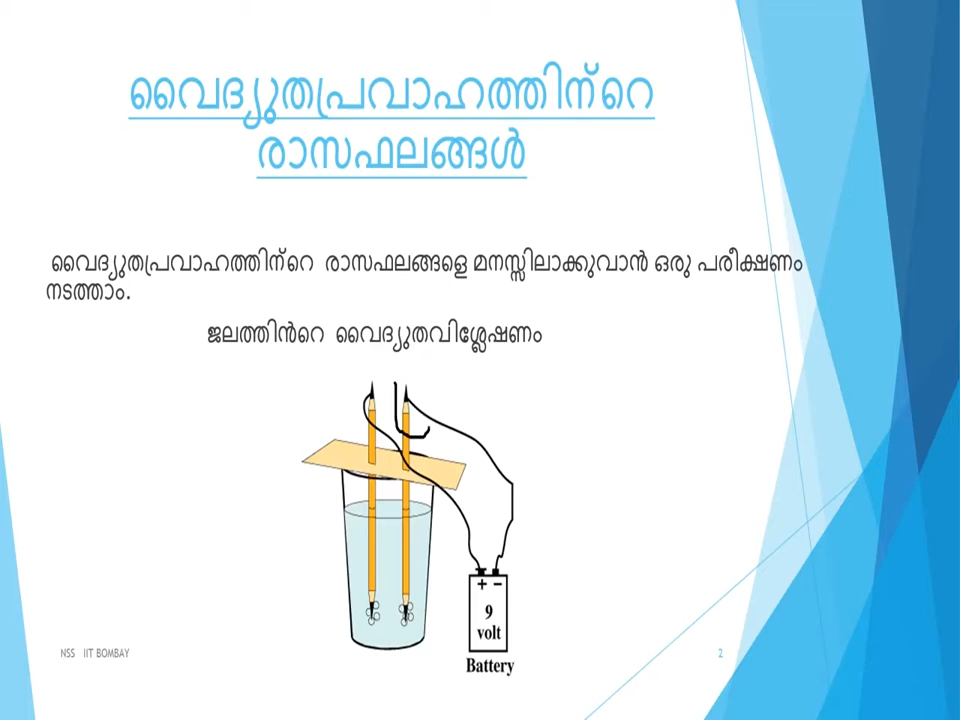 വൈദ്യുതപ്രവാഹത്തിന്റെ
രാസഫലങ്ങൾ
വൈദ്യുതപ്രവാഹത്തിന്റെ രാസഫലങ്ങളെ മനസ്സിലാക്കുവാൻ ഒരു പരീക്ഷണം
നടത്താം.
ജലത്തിൻറെ വൈദ്യുതവിശ്ലേഷണം
+ −
9
volt
Battery
NSS IIT BOMBAY
2